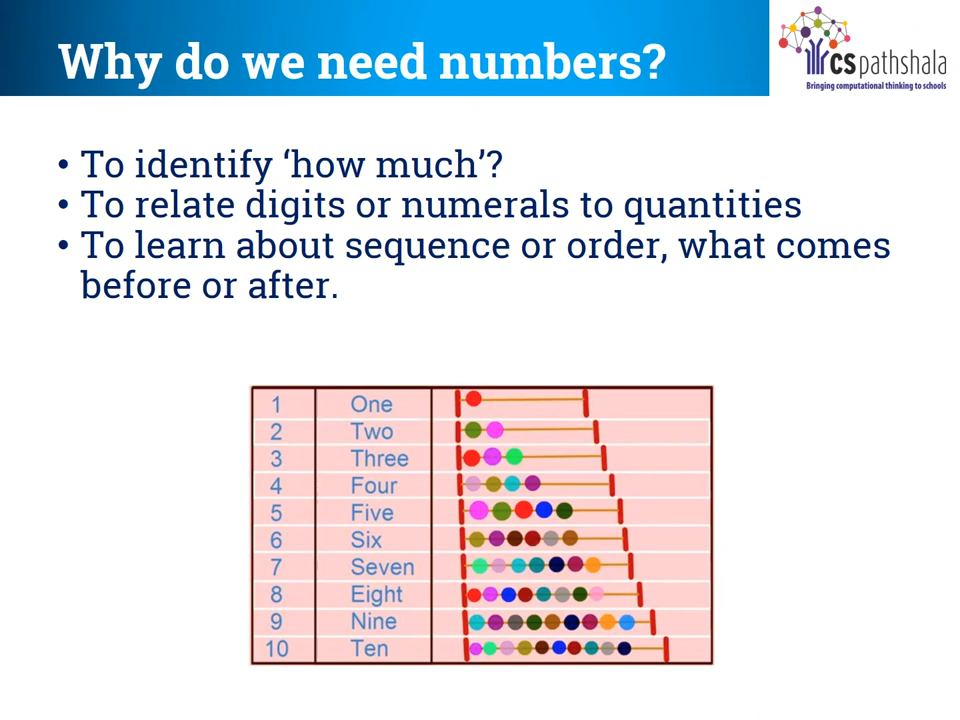 Why do we need numbers?
CSpathshala
Bringing computational thinking to schools
• To identify ‘how much’?
• To relate digits or numerals to quantities
• To learn about sequence or order, what comes
before or after.
1 One
2 Two
3 Three
4 Four
5 Five
6 Six
7 Seven
8 Eight
9 Nine
10 Ten